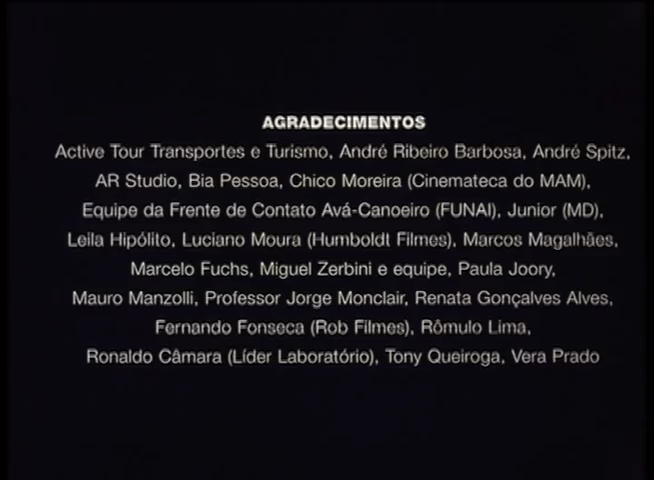 AGRADECIMENTOS
Active Tour Transportes e Turismo, André Ribeiro Barbosa, André Spitz,
AR Studio, Bia Pessoa, Chico Moreira (Cinemateca do MAM),
Equipe da Frente de Contato Avá-Canoeiro (FUNAI), Junior (MD),
Leila Hipólito, Luciano Moura (Humboldt Filmes), Marcos Magalhães,
Marcelo Fuchs, Miguel Zerbini e equipe, Paula Joory,
Mauro Manzolli, Professor Jorge Monclair, Renata Gonçalves Alves,
Fernando Fonseca (Rob Filmes), Rômulo Lima,
Ronaldo Câmara (Líder Laboratório), Tony Queiroga, Vera Prado